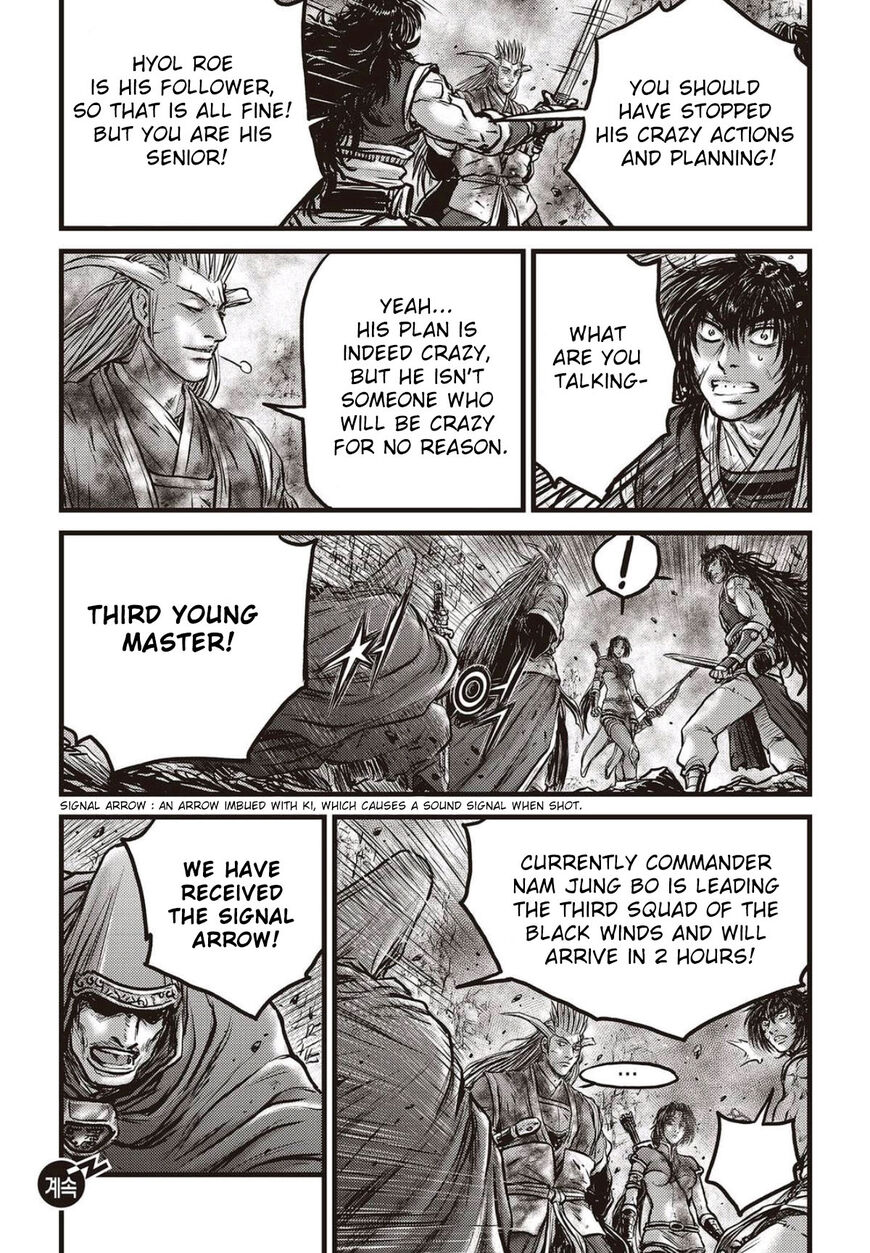 HYOL ROE
IS HIS FOLLOWER,
SO THAT IS ALL FINE!
BUT YOU ARE HIS
SENIOR!
YOU SHOULD
HAVE STOPPED
HIS CRAZY ACTIONS
AND PLANNING!
YEAH...
HIS PLAN IS
INDEED CRAZY,
BUT HE ISN'T
SOMEONE WHO
WILL BE CRAZY
FOR NO REASON.
WHAT
ARE YOU
TALKING-
THIRD YOUNG
MASTER!
!
SIGNAL ARROW : AN ARROW IMBUED WITH KI, WHICH CAUSES A SOUND SIGNAL WHEN SHOT.
WE HAVE
RECEIVED
THE SIGNAL
ARROW!
CURRENTLY COMMANDER
NAM JUNG BO IS LEADING
THE THIRD SQUAD OF THE
BLACK WINDS AND WILL
ARRIVE IN 2 HOURS!
...
계속